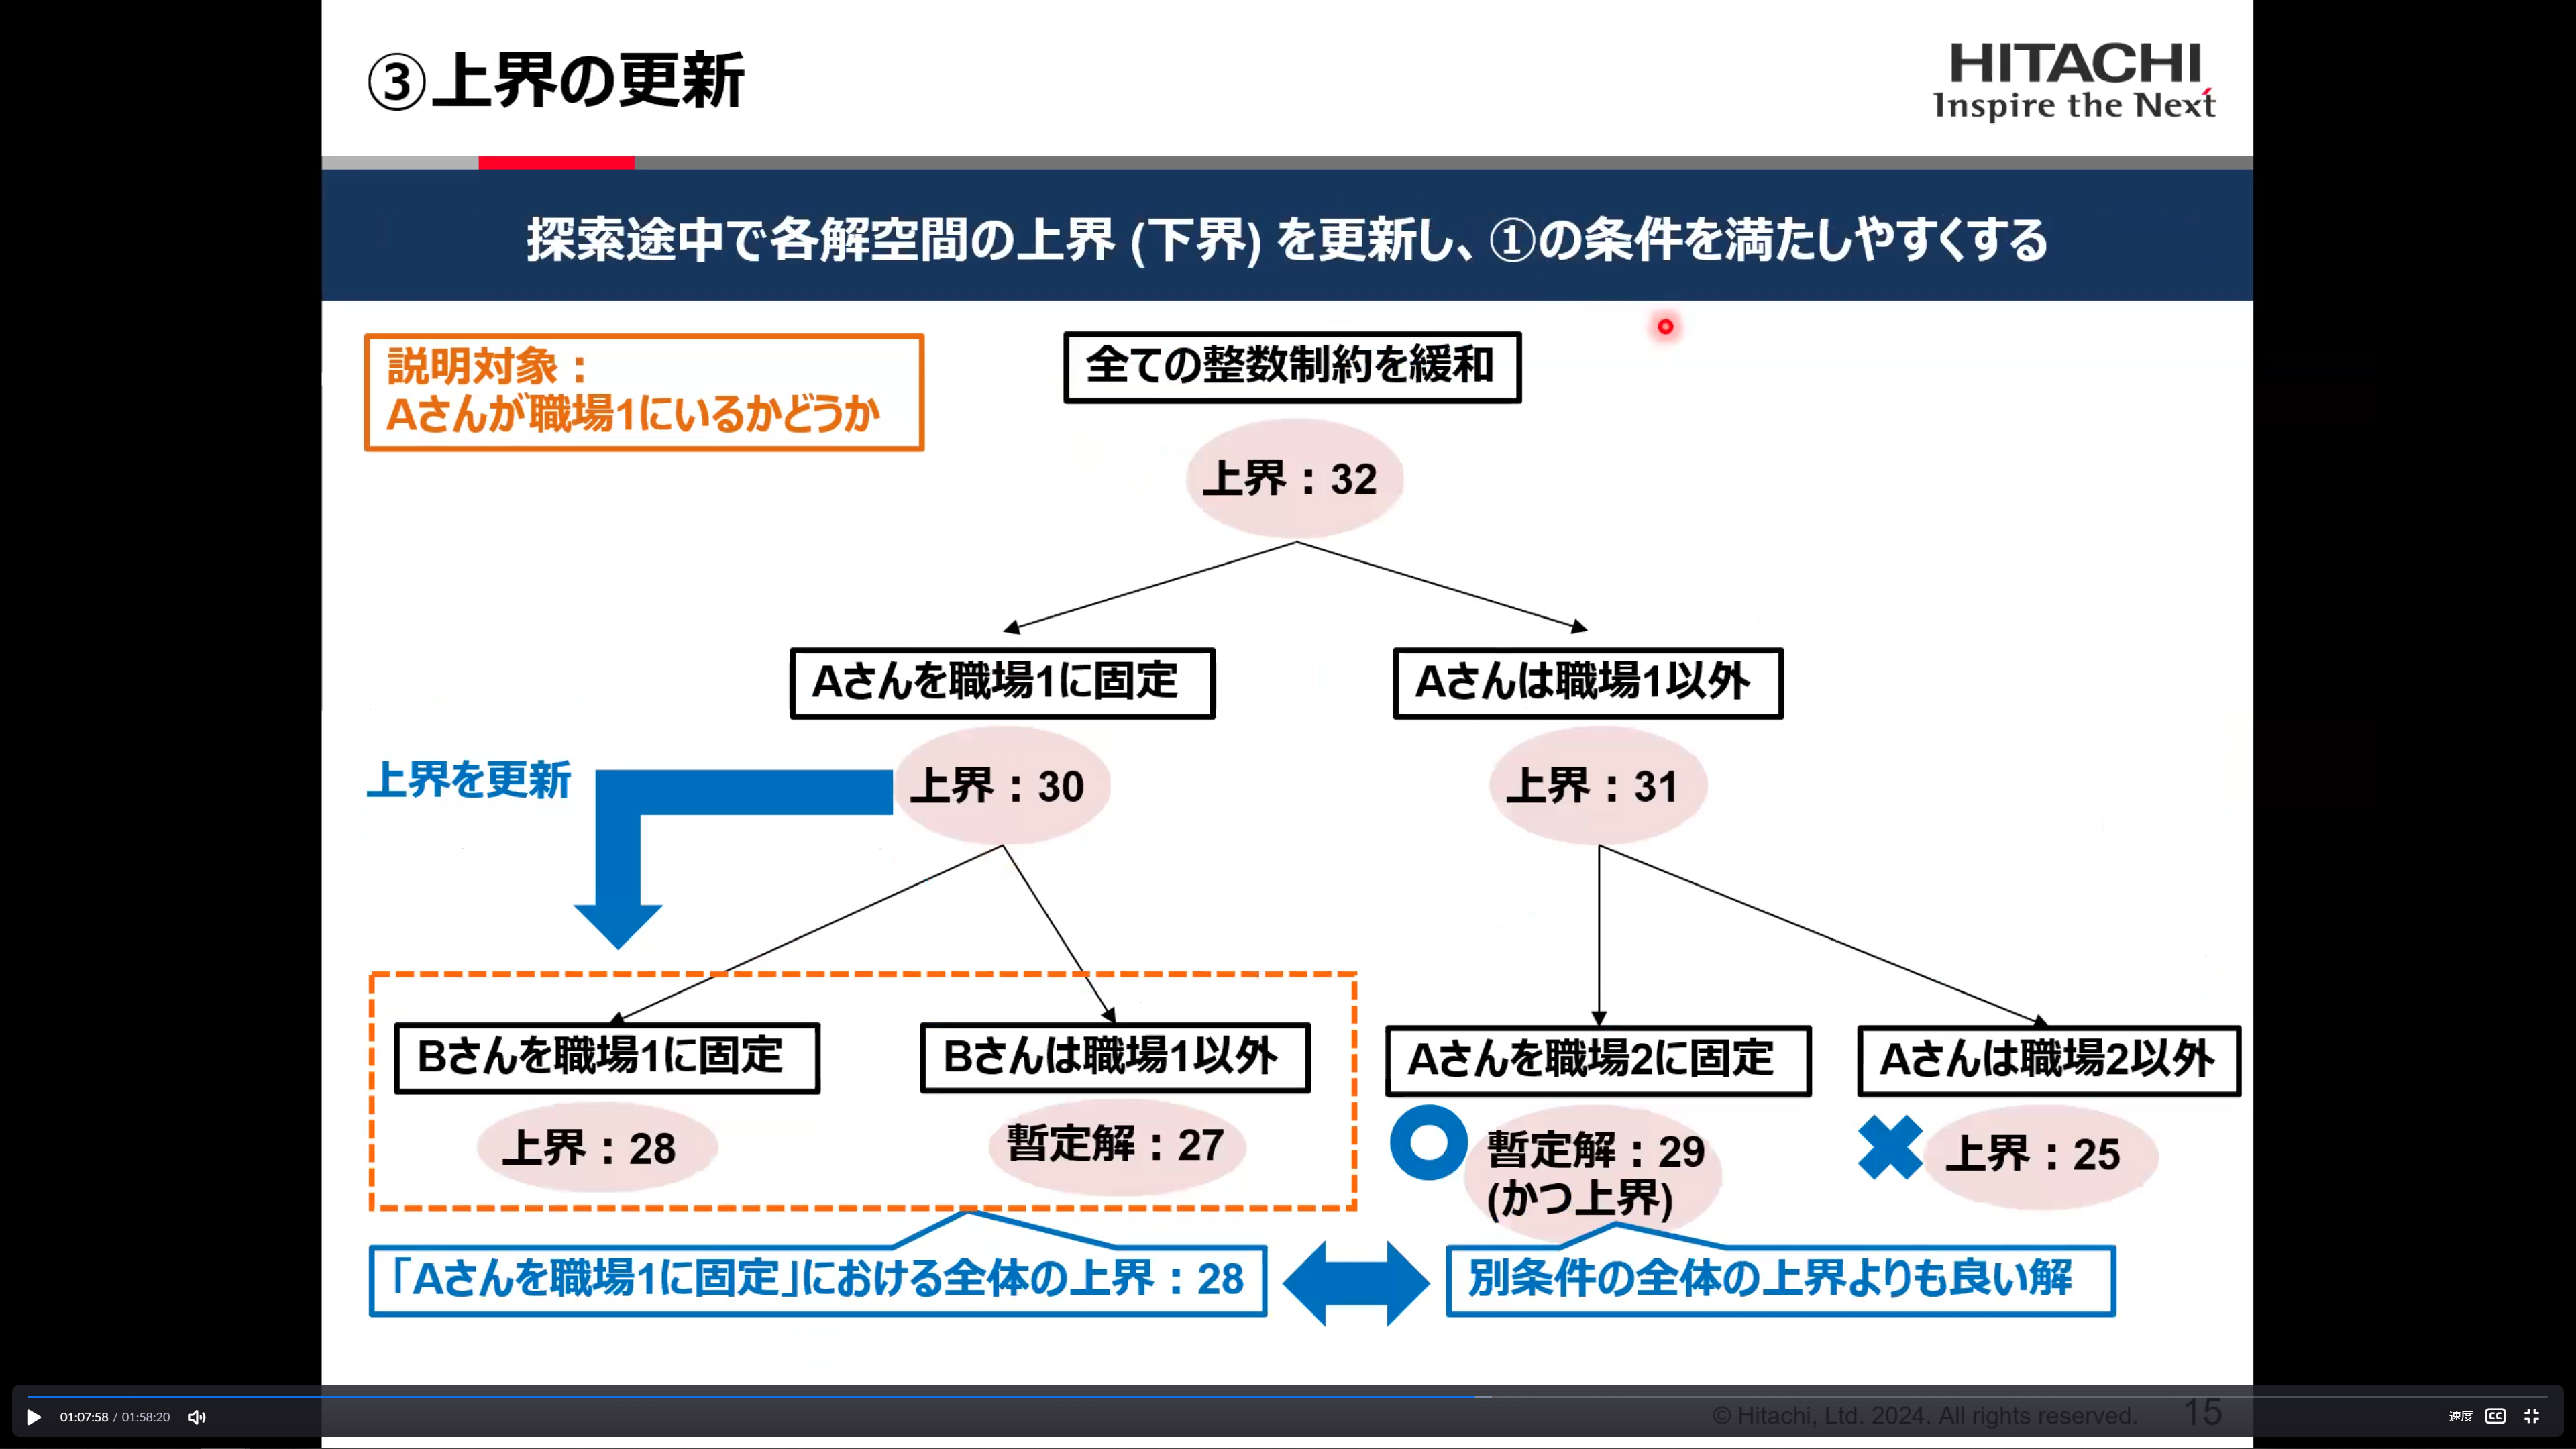 ③上界の更新
HITACHI
Inspire the Next
探索途中で各解空間の上界 (下界) を更新し、①の条件を満たしやすくする
説明対象：
Aさんが職場1にいるかどうか
全ての整数制約を緩和
上界：32
Aさんを職場1に固定
Aさんは職場1以外
上界を更新
上界：30
上界：31
Bさんを職場1に固定
Bさんは職場1以外
Aさんを職場2に固定
Aさんは職場2以外
上界：28
暫定解：27
暫定解：29
(かつ上界)
上界：25
「Aさんを職場1に固定」における全体の上界：28
別条件の全体の上界よりも良い解
01:07:58 / 01:58:20
© Hitachi, Ltd. 2024. All rights reserved.
15
速度
CC